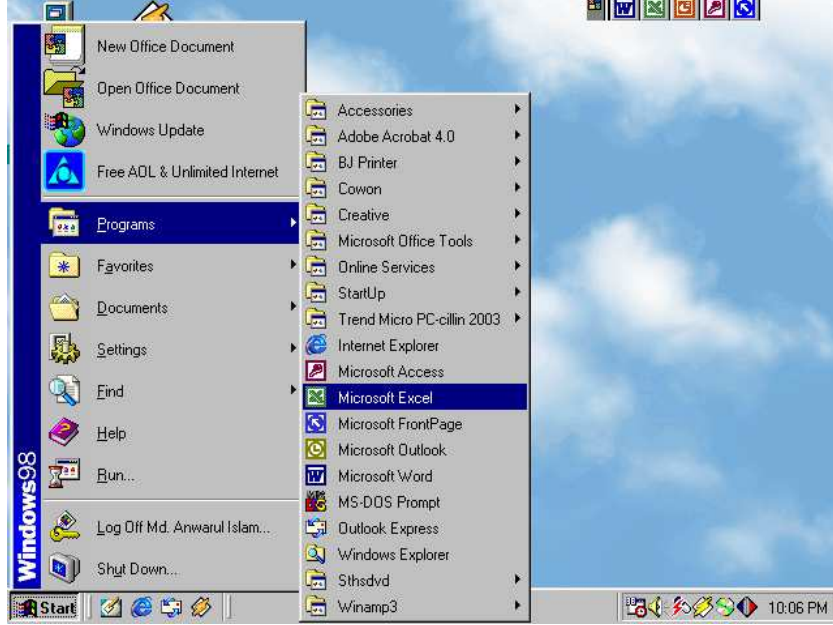 New Office Document
Open Office Document
Windows Update
Free AOL & Unlimited Internet
Programs
Favorites
Documents
Settings
Find
Help
Run...
Log Off Md. Anwarul Islam...
Shut Down...
Windows98
Accessories
Adobe Acrobat 4.0
BJ Printer
Cowon
Creative
Microsoft Office Tools
Online Services
StartUp
Trend Micro PC-cillin 2003
Internet Explorer
Microsoft Access
Microsoft Excel
Microsoft FrontPage
Microsoft Outlook
Microsoft Word
MS-DOS Prompt
Outlook Express
Windows Explorer
Sthsdvd
Winamp3
Start
10:06 PM